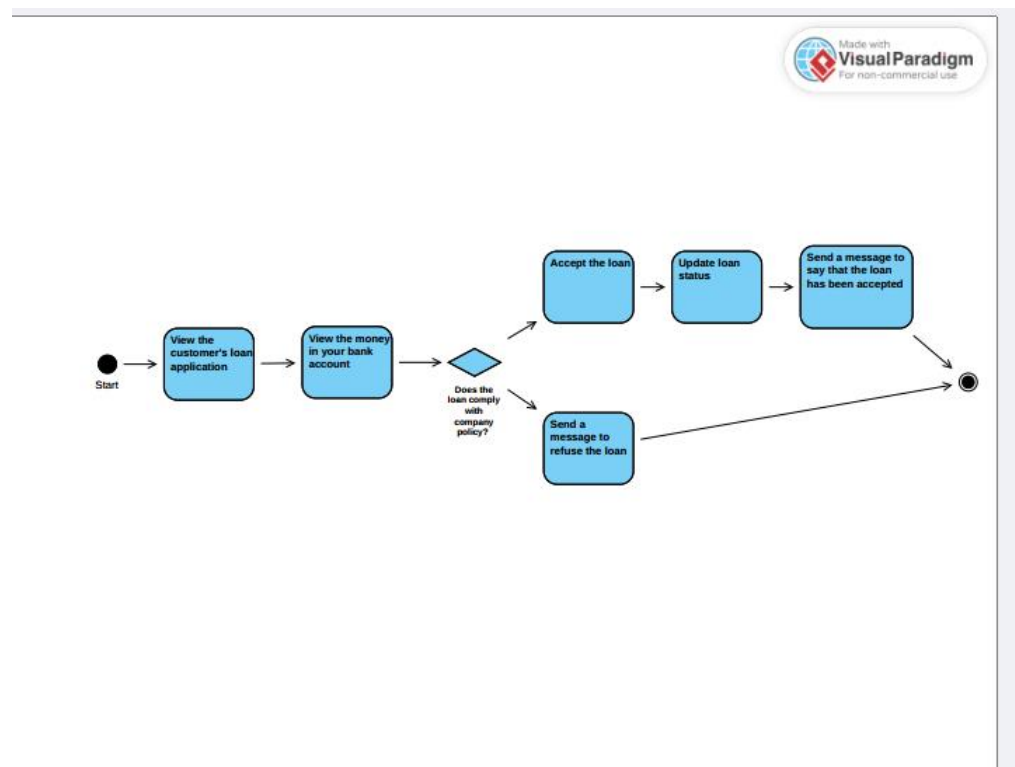 Made with
Visual Paradigm
For non-commercial use
Accept the loan
Update loan
status
Send a message to
say that the loan
has been accepted
View the
customer's loan
application
View the money
in your bank
account
Start
Does the
loan comply
with
company
policy?
Send a
message to
refuse the loan